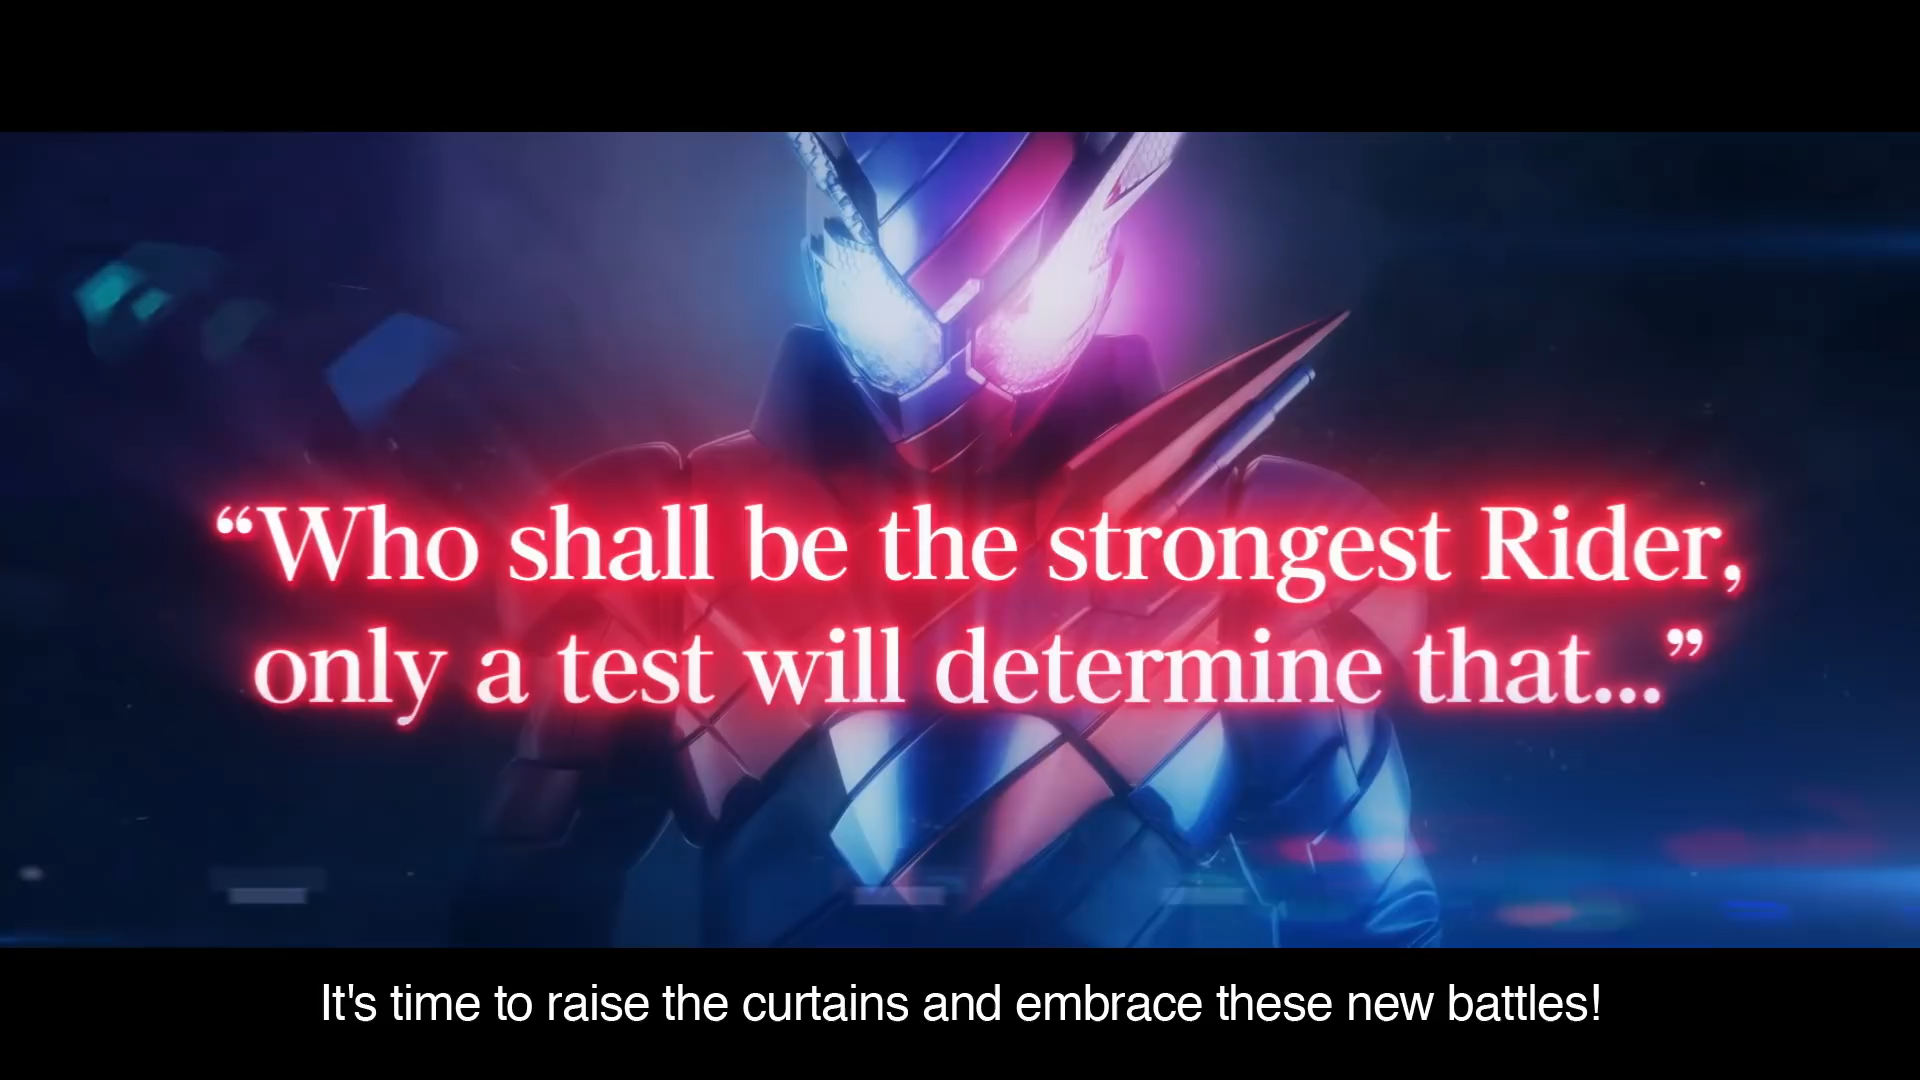 “Who shall be the strongest Rider,
only a test will determine that...”
It's time to raise the curtains and embrace these new battles!